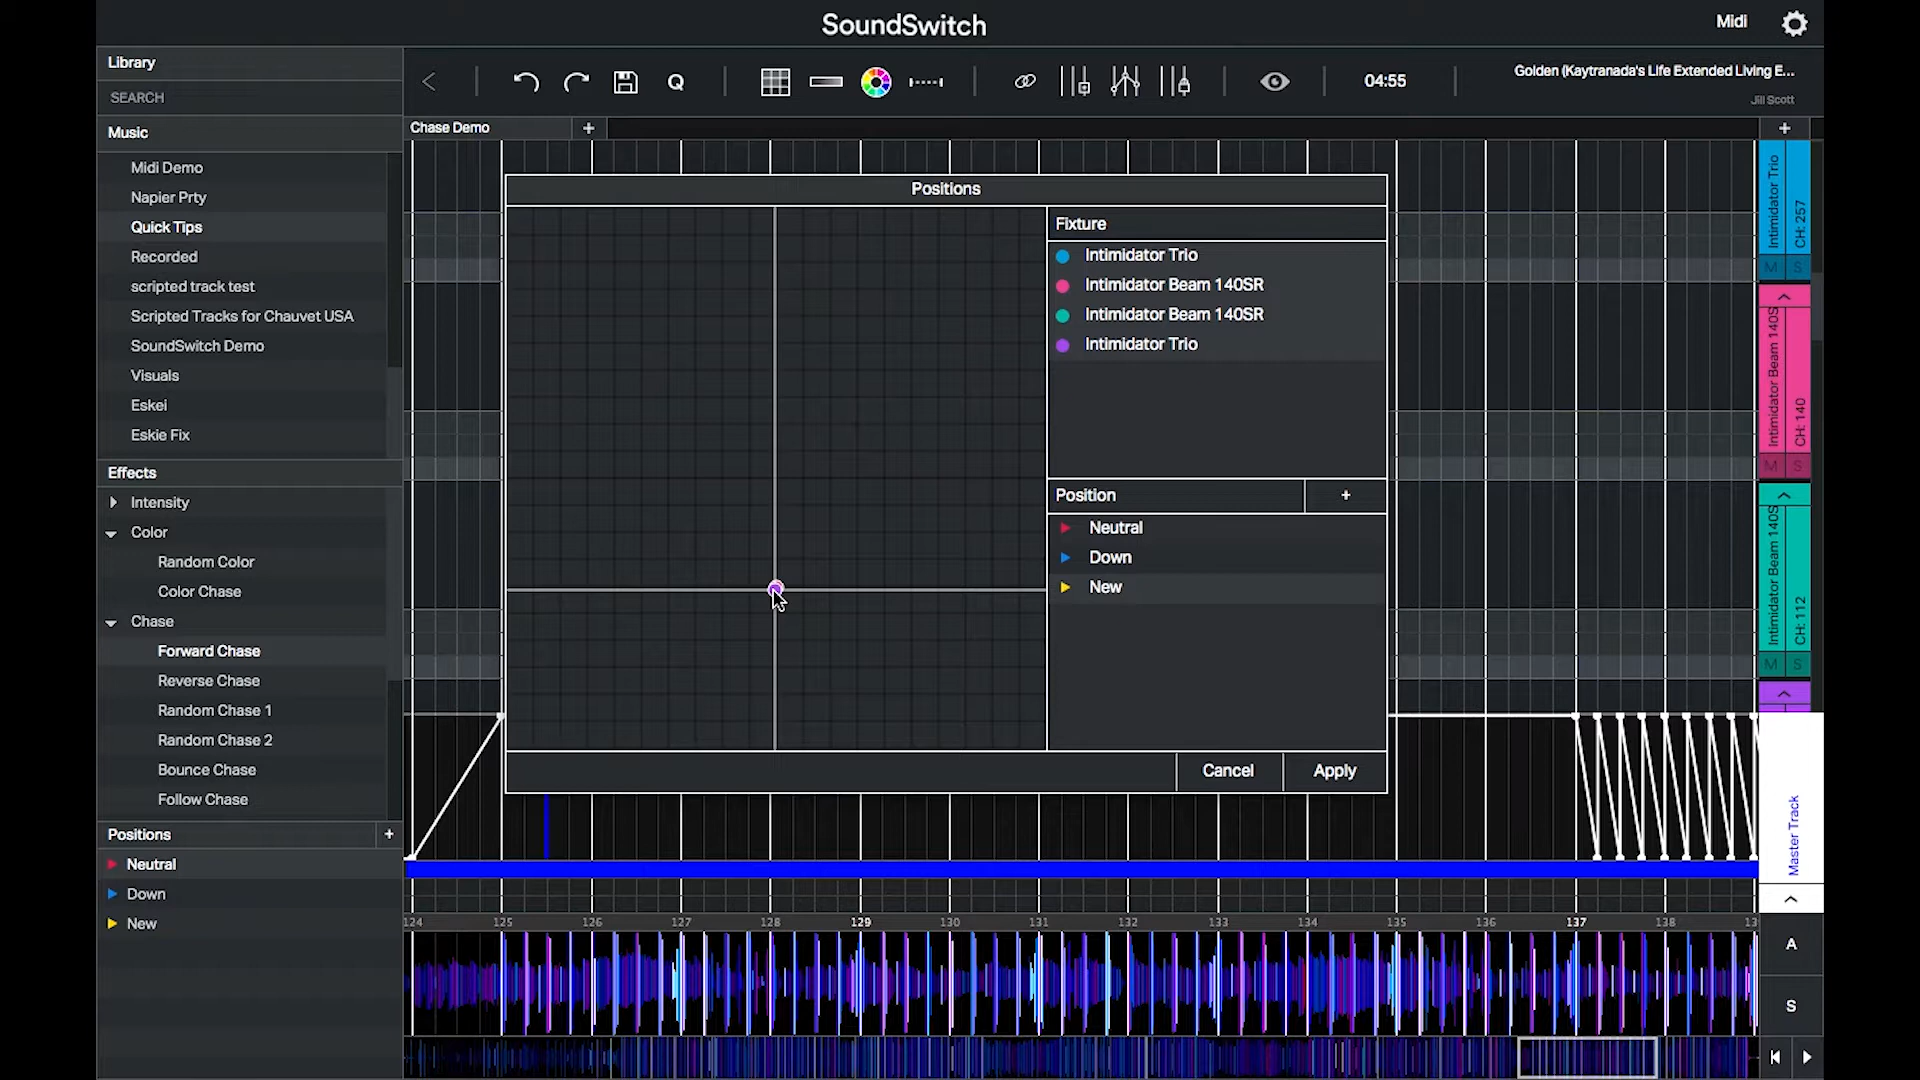 SoundSwitch
Midi
Library
SEARCH
Music
Midi Demo
Napier Prty
Quick Tips
Recorded
scripted track test
Scripted Tracks for Chauvet USA
SoundSwitch Demo
Visuals
Eskei
Eskie Fix
Effects
Intensity
Color
Random Color
Color Chase
Chase
Forward Chase
Reverse Chase
Random Chase 1
Random Chase 2
Bounce Chase
Follow Chase
Positions
+
Neutral
Down
New
Q
04:55
Golden (Kaytranada's Life Extended Living E...
Jill Scott
Chase Demo
+
+
Positions
Fixture
Intimidator Trio
Intimidator Beam 140SR
Intimidator Beam 140SR
Intimidator Trio
Position
+
Neutral
Down
New
Cancel
Apply
Intimidator Trio
CH: 257
M S
Intimidator Beam 140S
CH: 140
M S
Intimidator Beam 140S
CH: 112
M S
Master Track
124 125 126 127 128 129 130 131 132 133 134 135 136 137 138 13
A
S